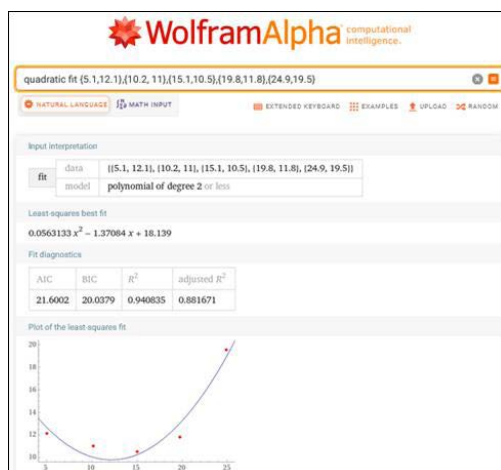 WolframAlpha computational intelligence.
quadratic fit {5.1,12.1},{10.2, 11},{15.1,10.5},{19.8,11.8},{24.9,19.5}
NATURAL LANGUAGE MATH INPUT EXTENDED KEYBOARD EXAMPLES UPLOAD RANDOM
Input interpretation
fit data {{5.1, 12.1}, {10.2, 11}, {15.1, 10.5}, {19.8, 11.8}, {24.9, 19.5}}
model polynomial of degree 2 or less
Least-squares best fit
0.0563133 x² − 1.37084 x + 18.139
Fit diagnostics
AIC BIC R² adjusted R²
21.6002 20.0379 0.940835 0.881671
Plot of the least-squares fit
20
18
16
14
12
10
5 10 15 20 25